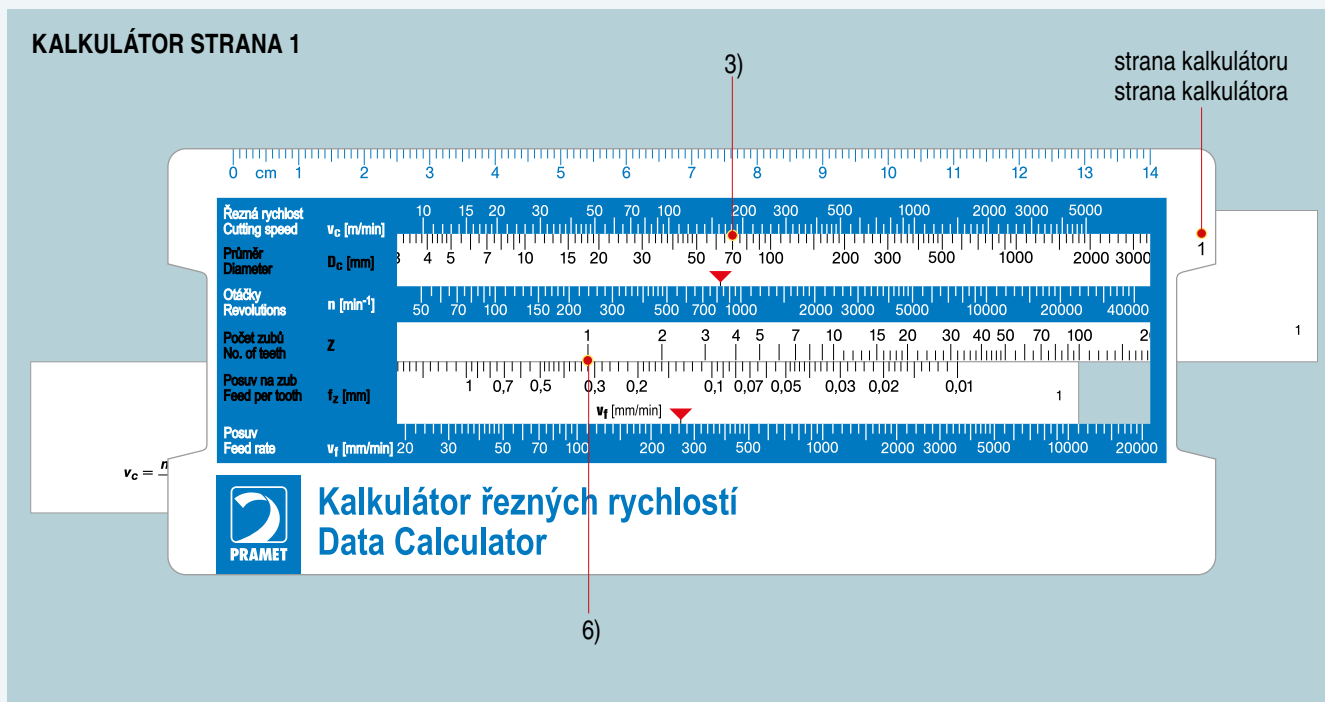 KALKULÁTOR STRANA 1
3)
strana kalkulátoru
strana kalkulátora
0 cm 1 2 3 4 5 6 7 8 9 10 11 12 13 14
Řezná rychlost
Cutting speed vc [m/min] 10 15 20 30 50 70 100 200 300 500 1000 2000 3000 5000
Průměr
Diameter Dc [mm] 3 4 5 7 10 15 20 30 50 70 100 200 300 500 1000 2000 3000
1
Otáčky
Revolutions n [min-1] 50 70 100 150 200 300 500 700 1000 2000 3000 5000 10000 20000 40000
Počet zubů
No. of teeth Z 1 2 3 4 5 7 10 15 20 30 40 50 70 100 20
1
Posuv na zub
Feed per tooth fz [mm] 1 0,7 0,5 0,3 0,2 0,1 0,07 0,05 0,03 0,02 0,01
1
vf [mm/min]
Posuv
Feed rate vf [mm/min] 20 30 50 70 100 200 300 500 1000 2000 3000 5000 10000 20000
vc = n
PRAMET
Kalkulátor řezných rychlostí
Data Calculator
6)